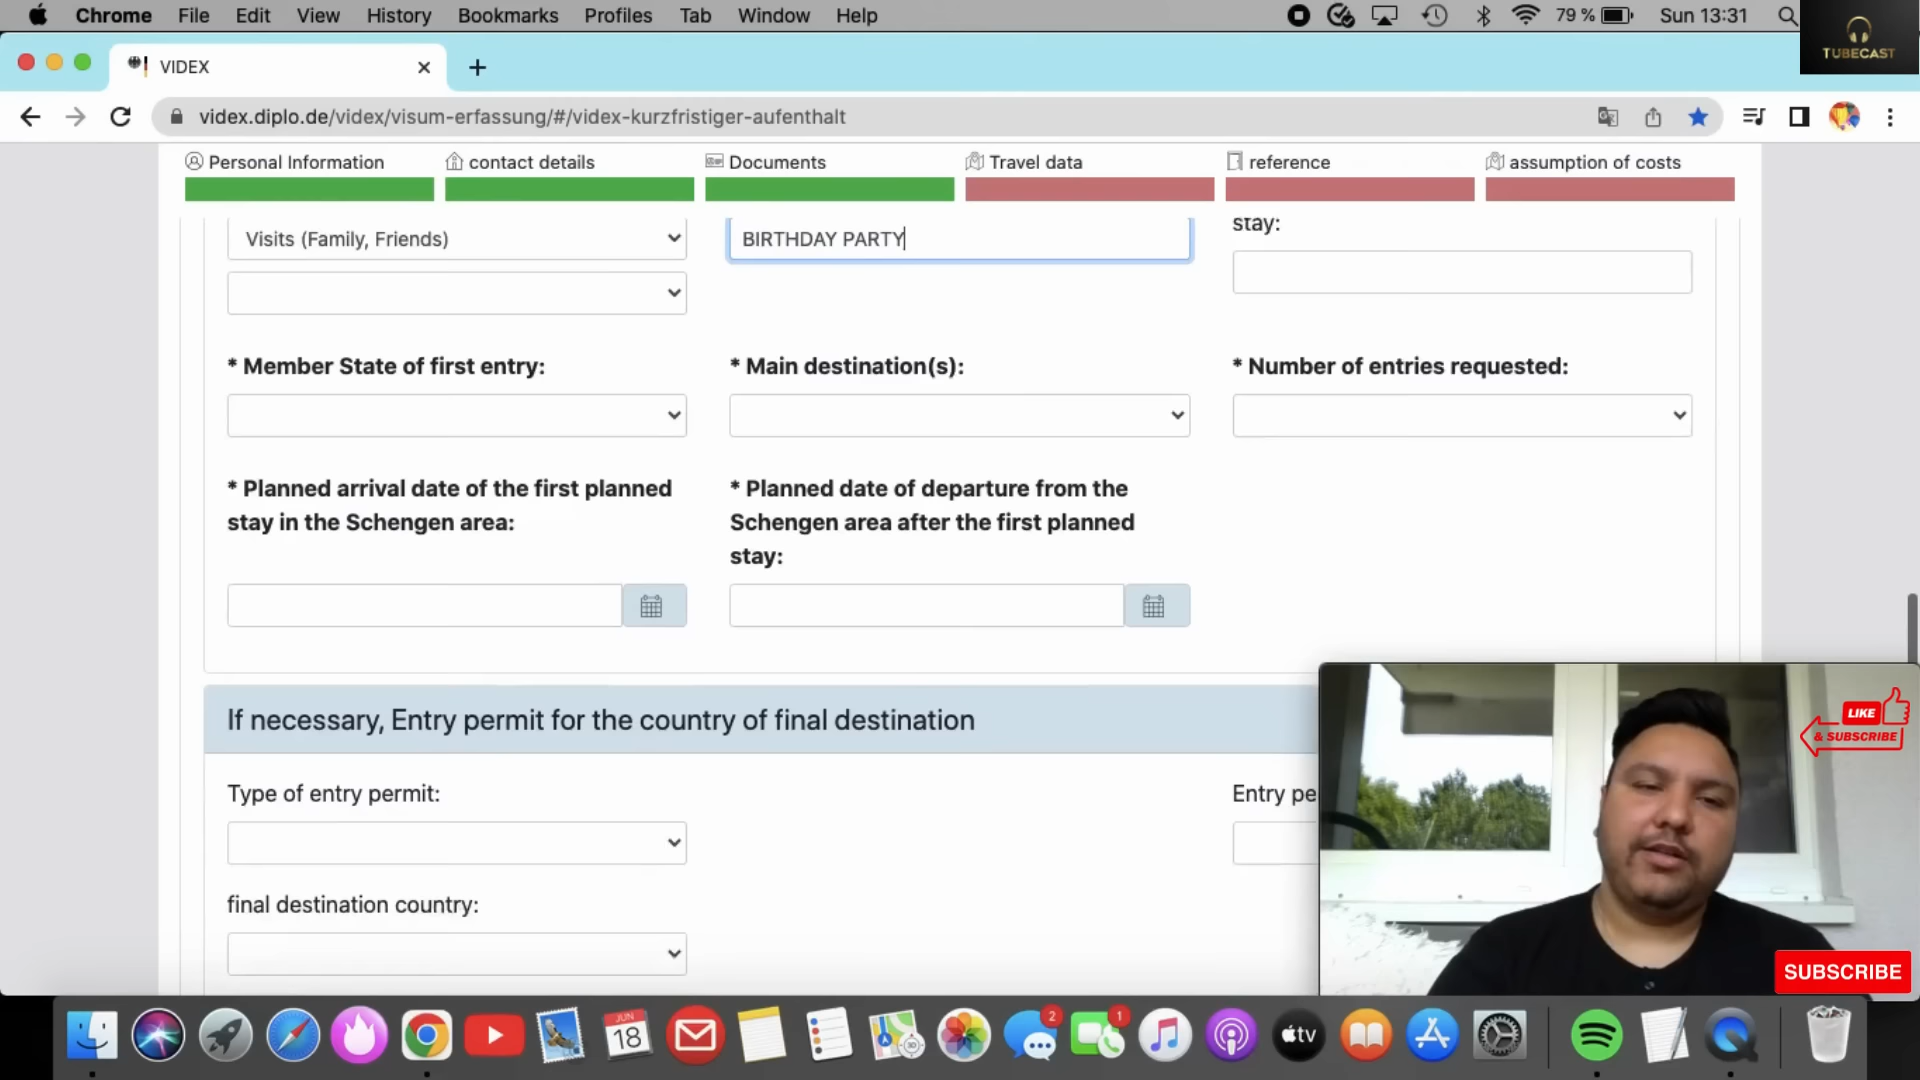 Chrome File Edit View History Bookmarks Profiles Tab Window Help 79 % Sun 13:31
TUBECAST
VIDEX
videx.diplo.de/videx/visum-erfassung/#/videx-kurzfristiger-aufenthalt
Personal Information contact details Documents Travel data reference assumption of costs
stay:
Visits (Family, Friends) BIRTHDAY PARTY
* Member State of first entry: * Main destination(s): * Number of entries requested:
* Planned arrival date of the first planned
stay in the Schengen area:
* Planned date of departure from the
Schengen area after the first planned
stay:
If necessary, Entry permit for the country of final destination
LIKE
& SUBSCRIBE
Type of entry permit: Entry pe
final destination country:
SUBSCRIBE
2
1
JUN
18
tv